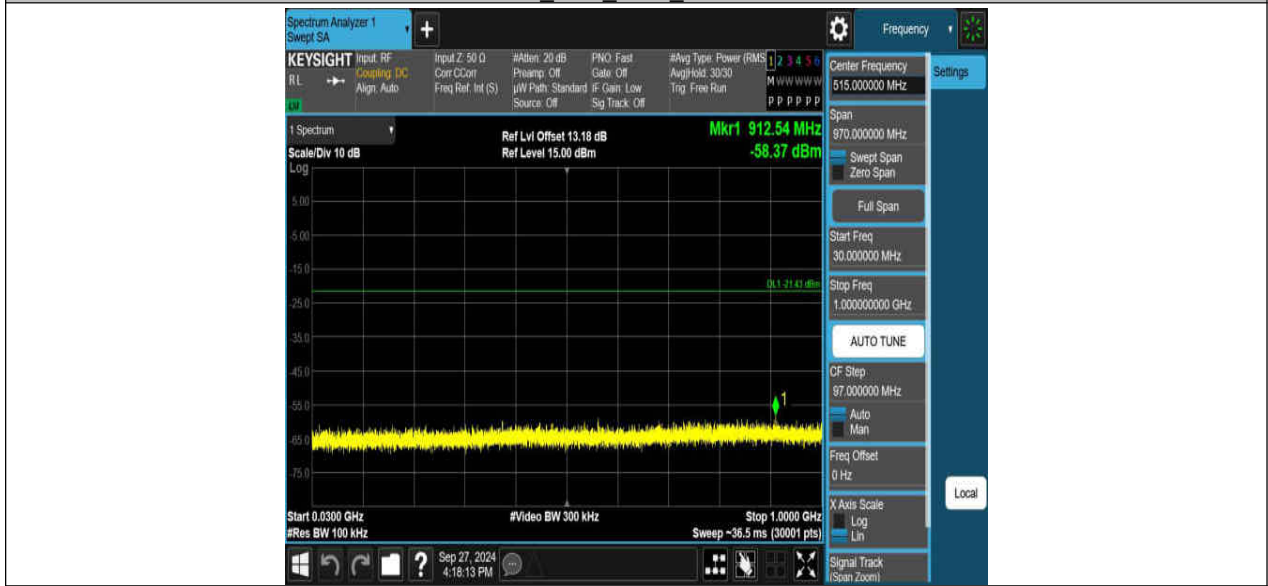 Spectrum Analyzer 1
Swept SA
+
Frequency
KEYSIGHT
RL
Input: RF
Coupling: DC
Align: Auto
Input Z: 50 Ω
Corr CCorr
Freq Ref: Int (S)
#Atten: 20 dB
Preamp: Off
µW Path: Standard
Source: Off
PNO: Fast
Gate: Off
IF Gain: Low
Sig Track: Off
#Avg Type: Power (RMS
Avg|Hold: 30/30
Trig: Free Run
1 2 3 4 5 6
M W W W W W
P P P P P P
1 Spectrum
Scale/Div 10 dB
Log
Ref Lvl Offset 13.18 dB
Ref Level 15.00 dBm
Mkr1 912.54 MHz
-58.37 dBm
5.00
-5.00
-15.0
DL1 -21.43 dBm
-25.0
-35.0
-45.0
-55.0
1
-65.0
-75.0
Start 0.0300 GHz
#Res BW 100 kHz
#Video BW 300 kHz
Stop 1.0000 GHz
Sweep ~36.5 ms (30001 pts)
Center Frequency
515.000000 MHz
Settings
Span
970.000000 MHz
Swept Span
Zero Span
Full Span
Start Freq
30.000000 MHz
Stop Freq
1.000000000 GHz
AUTO TUNE
CF Step
97.000000 MHz
Auto
Man
Freq Offset
0 Hz
X Axis Scale
Log
Lin
Local
Signal Track
(Span Zoom)
?
Sep 27, 2024
4:18:13 PM